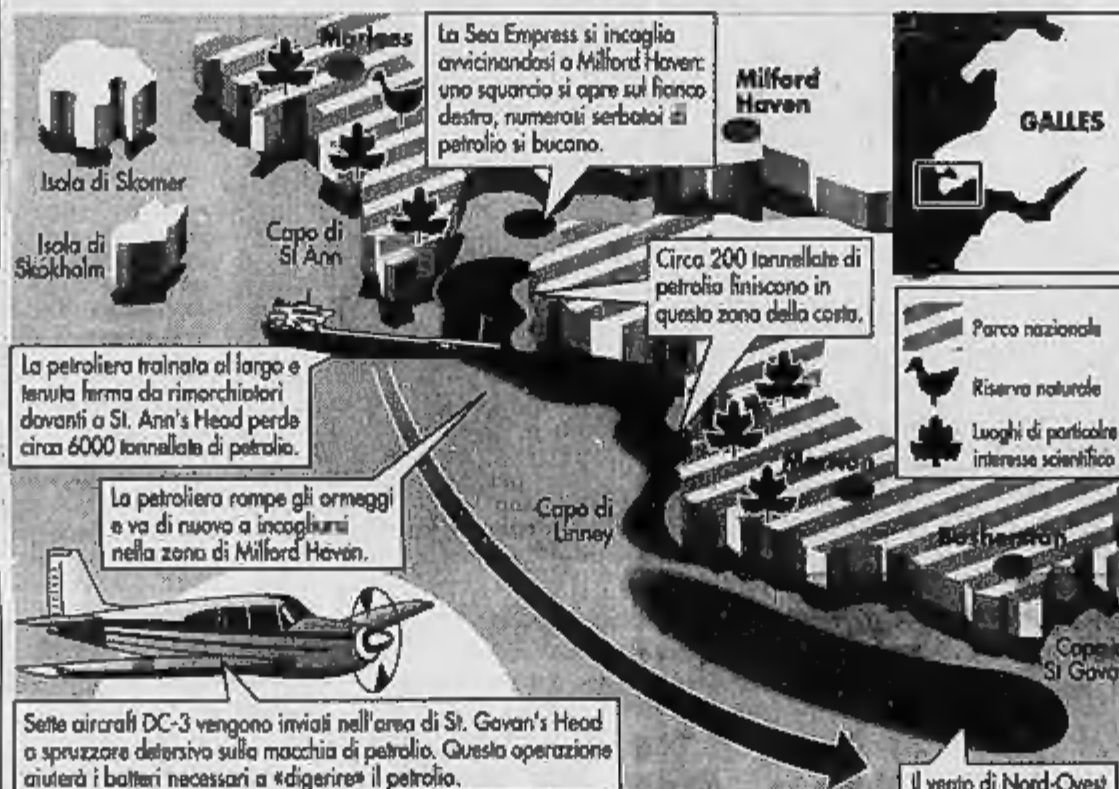 Marloes
La Sea Empress si incaglia
avvicinandosi a Milford Haven:
uno squarcio si apre sul fianco
destro, numerosi serbatoi di
petrolio si bucano.
Milford
Haven
GALLES
Isola di Skomer
Isola di
Skokholm
Capo di
St Ann
Circa 200 tonnellate di
petrolio finiscono in
questa zona della costa.
Parco nazionale
Riserva naturale
Luoghi di particolre
interesse scientifico
La petroliera trainata al largo e
tenuta ferma da rimorchiatori
davanti a St. Ann's Head perde
circa 6000 tonnellate di petrolio.
La petroliera rompe gli ormeggi
e va di nuovo a incagliarsi
nella zona di Milford Haven.
Capo di
Linney
Bosherston
Capo
St Gova
Sette aircraft DC-3 vengono inviati nell'area di St. Govan's Head
a spruzzare detersivo sulla macchia di petrolio. Questa operazione
aiuterà i batteri necessari a «digerire» il petrolio.
Il vento di Nord-Ovest